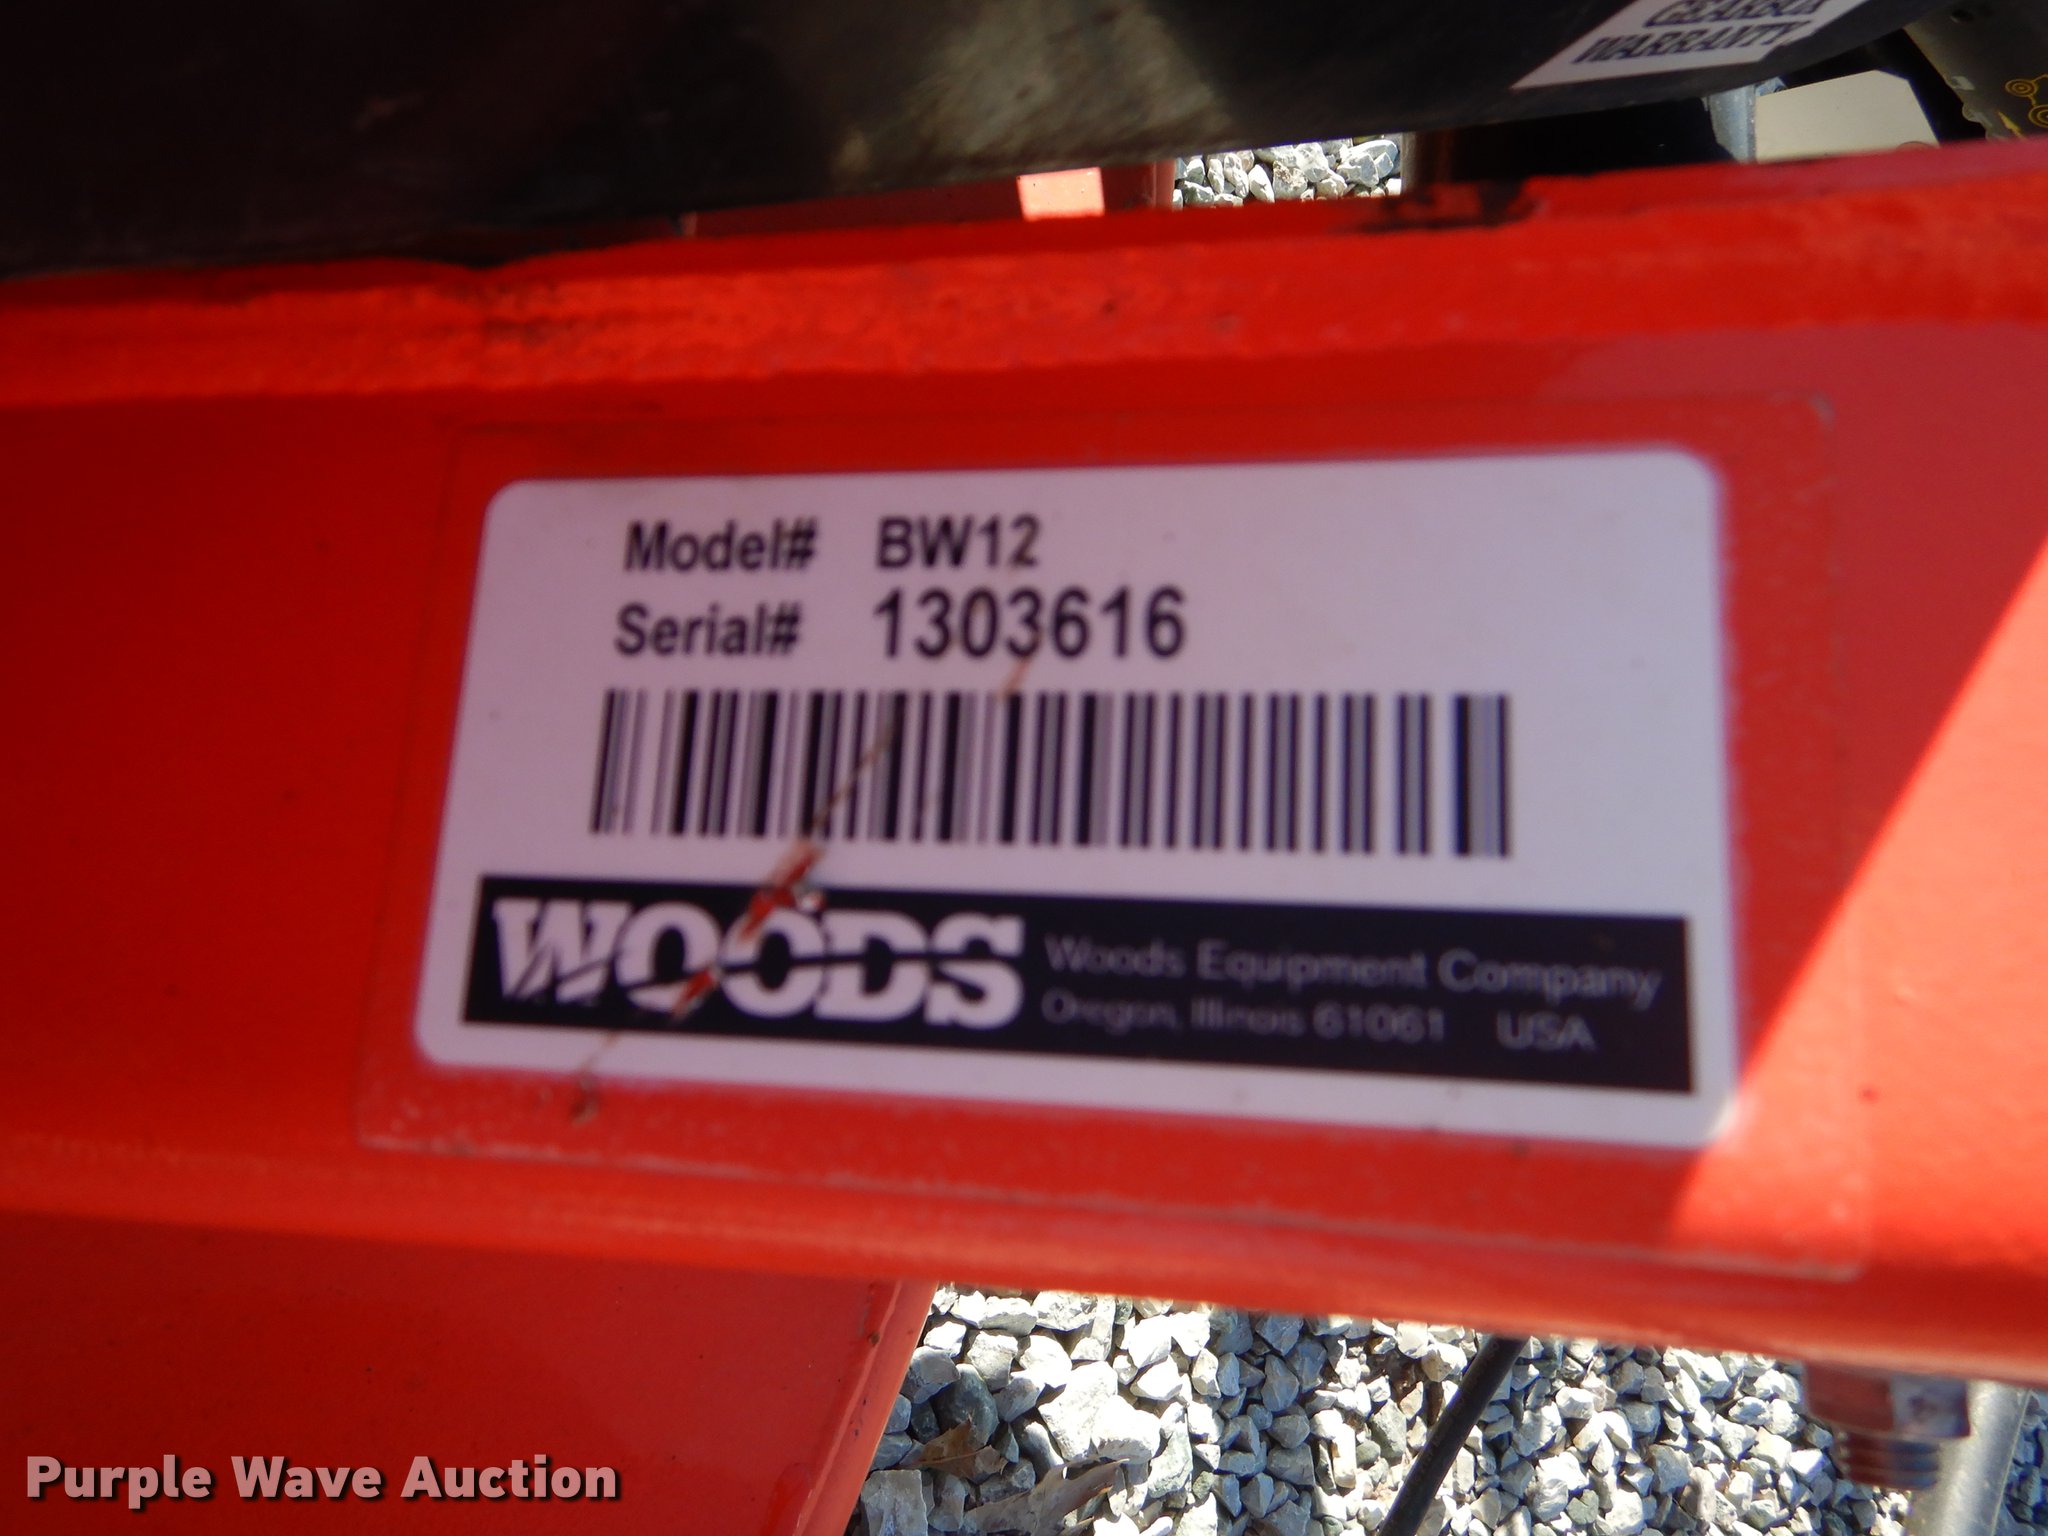 GEARBOX
WARRANTY
Model# BW12
Serial# 1303616
WOODS
Woods Equipment Company
Oregon, Illinois 61061 USA
Purple Wave Auction